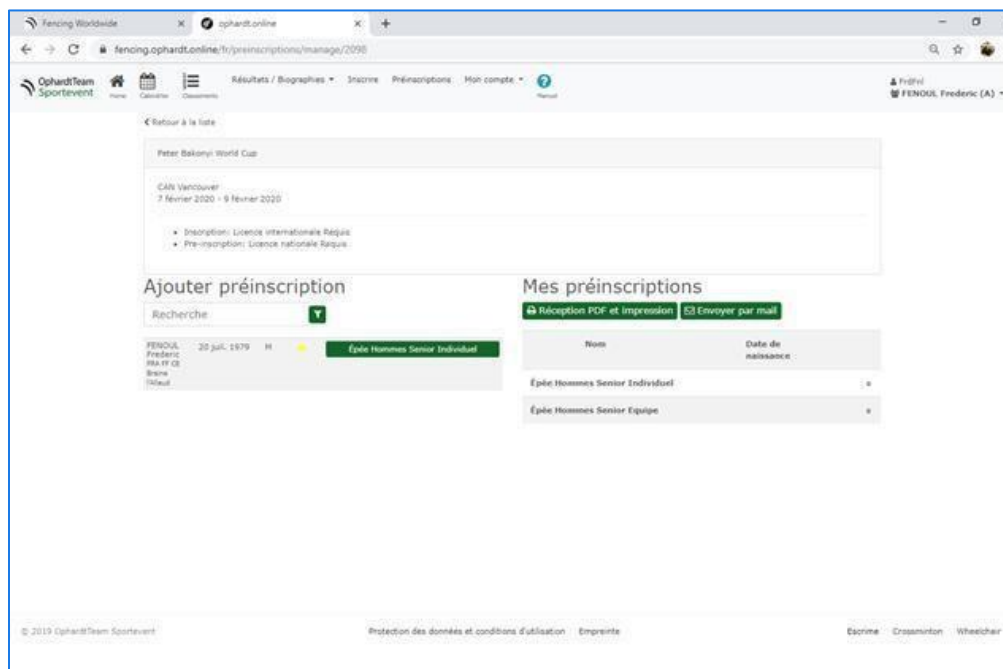 Fencing Worldwide
ophardt.online
fencing.ophardt.online/fr/preinscriptions/manage/2098
OphardtTeam
Sportevent
Home
Calendrier
Classements
Résultats / Biographies
Inscrire
Préinscriptions
Mon compte
Manuel
FENOUL Frederic (A)
Retour à la liste
Peter Bakonyi World Cup
CAN Vancouver
7 février 2020 - 9 février 2020
Inscription: Licence internationale Requis
Pre-inscription: Licence nationale Requis
Ajouter préinscription
Recherche
FENOUL
Frederic
FRA FF CE
Braine
l'Alleud
20 juil. 1979
H
Épée Hommes Senior Individuel
Mes préinscriptions
Réception PDF et impression
Envoyer par mail
Nom
Date de
naissance
Épée Hommes Senior Individuel
Épée Hommes Senior Equipe
© 2019 OphardtTeam Sportevent
Protection des données et conditions d'utilisation
Empreinte
Escrime
Crossminton
Wheelchair